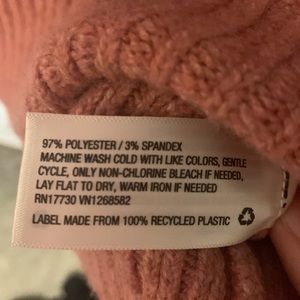 97% POLYESTER / 3% SPANDEX
MACHINE WASH COLD WITH LIKE COLORS, GENTLE
CYCLE, ONLY NON-CHLORINE BLEACH IF NEEDED,
LAY FLAT TO DRY, WARM IRON IF NEEDED
RN17730 VN1268582
LABEL MADE FROM 100% RECYCLED PLASTIC